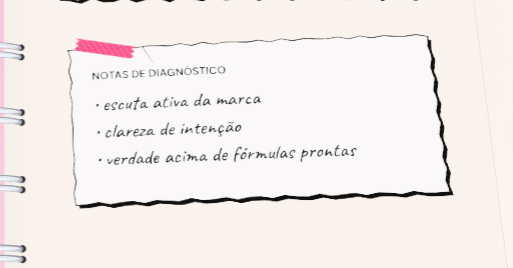 NOTAS DE DIAGNÓSTICO
• escuta ativa da marca
• clareza de intenção
• verdade acima de fórmulas prontas